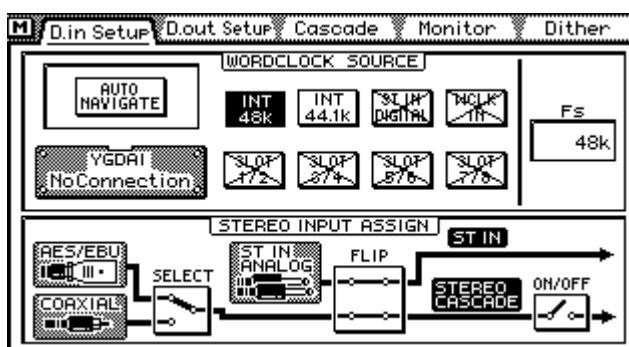 M D.in Setup D.out Setup Cascade Monitor Dither
WORDCLOCK SOURCE
AUTO
NAVIGATE
INT
48k
INT
44.1k
ST IN
DIGITAL
WCLK
IN
Fs
48k
YGDAI
NoConnection
SLOT
1/2
SLOT
3/4
SLOT
5/6
SLOT
7/8
STEREO INPUT ASSIGN
AES/EBU
COAXIAL
SELECT
ST IN
ANALOG
FLIP
ST IN
STEREO
CASCADE
ON/OFF